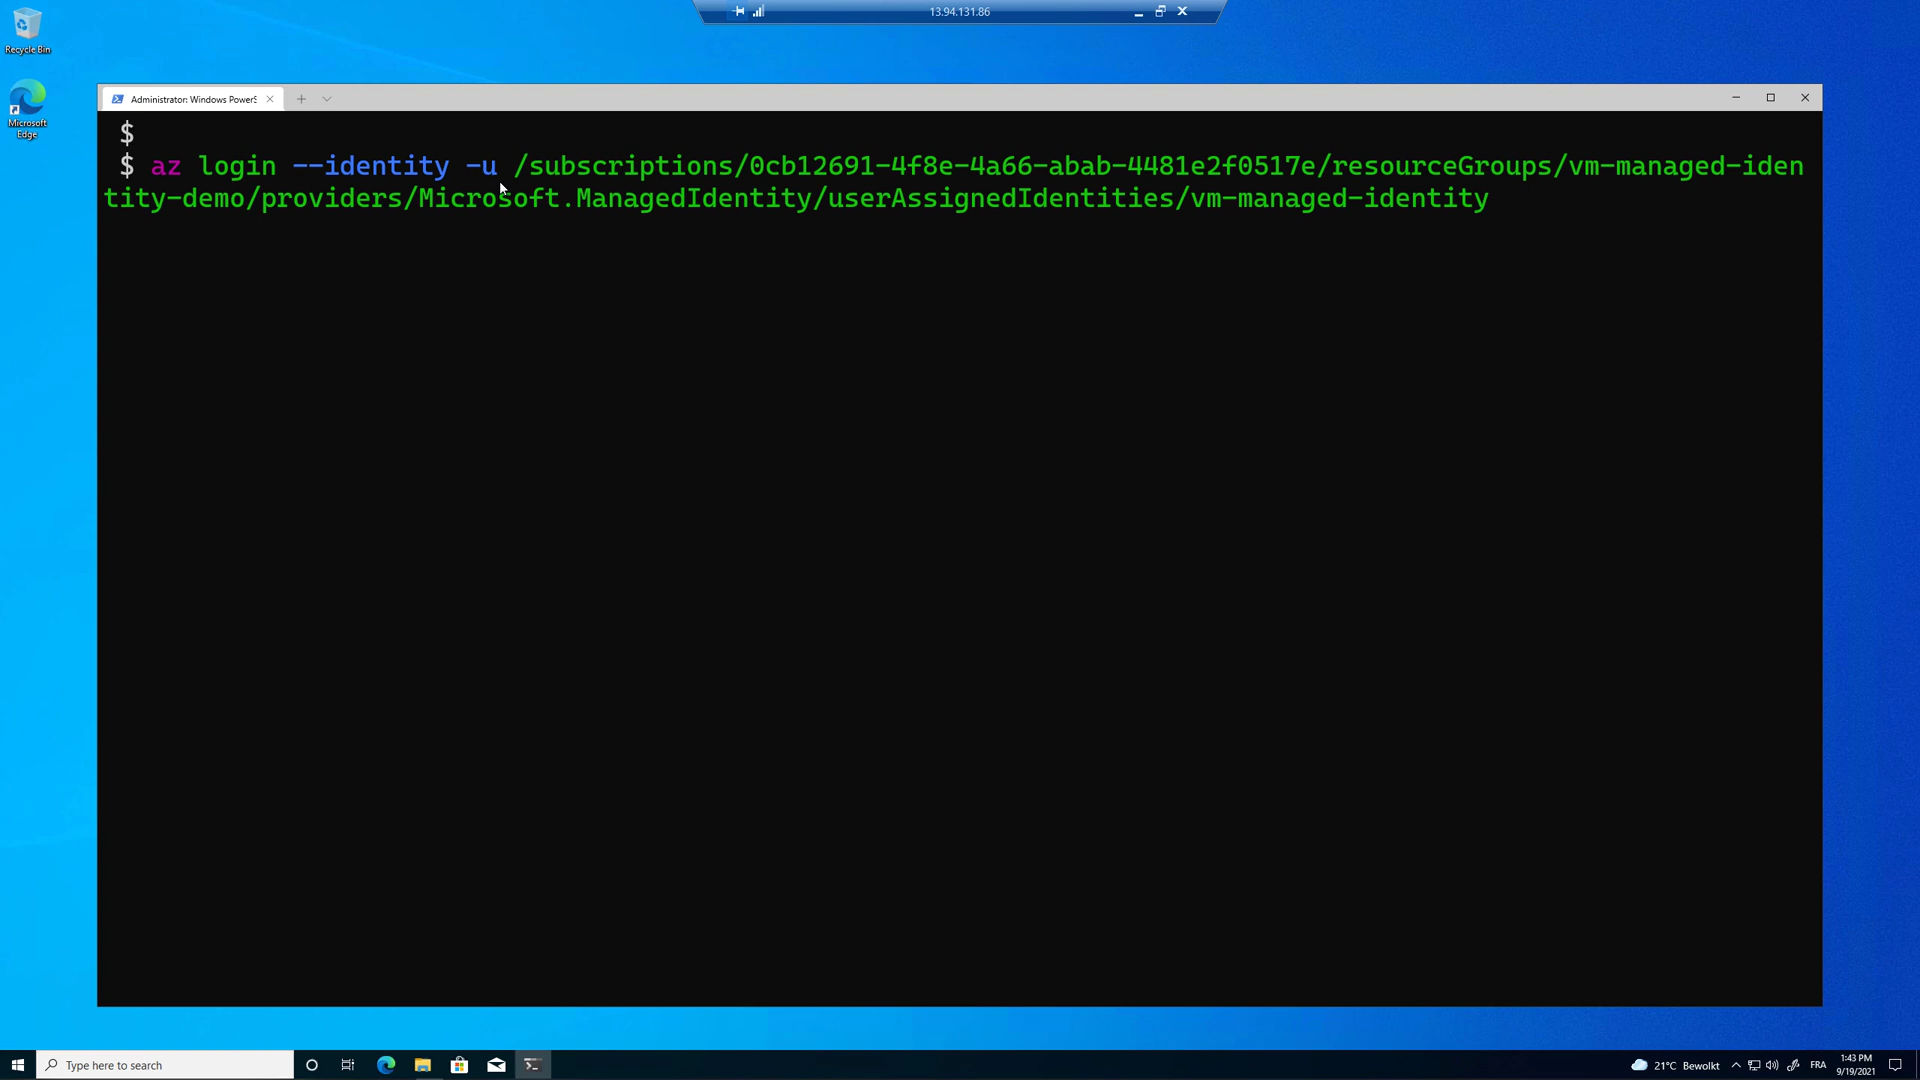 13.94.131.86
Recycle Bin
Microsoft
Edge
Administrator: Windows PowerS
$
$ az login --identity -u /subscriptions/0cb12691-4f8e-4a66-abab-4481e2f0517e/resourceGroups/vm-managed-iden
tity-demo/providers/Microsoft.ManagedIdentity/userAssignedIdentities/vm-managed-identity
Type here to search
21°C Bewolkt
FRA
1:43 PM
9/19/2021